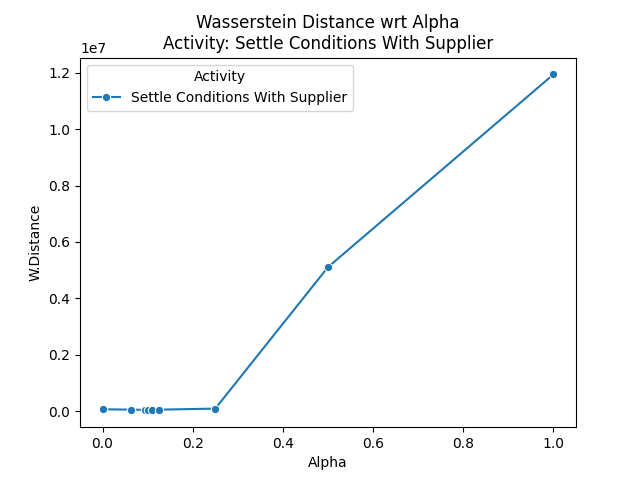 Wasserstein Distance wrt Alpha
Activity: Settle Conditions With Supplier
1e7
Activity
Settle Conditions With Supplier
1.2
1.0
0.8
0.6
0.4
0.2
0.0
W.Distance
0.0 0.2 0.4 0.6 0.8 1.0
Alpha